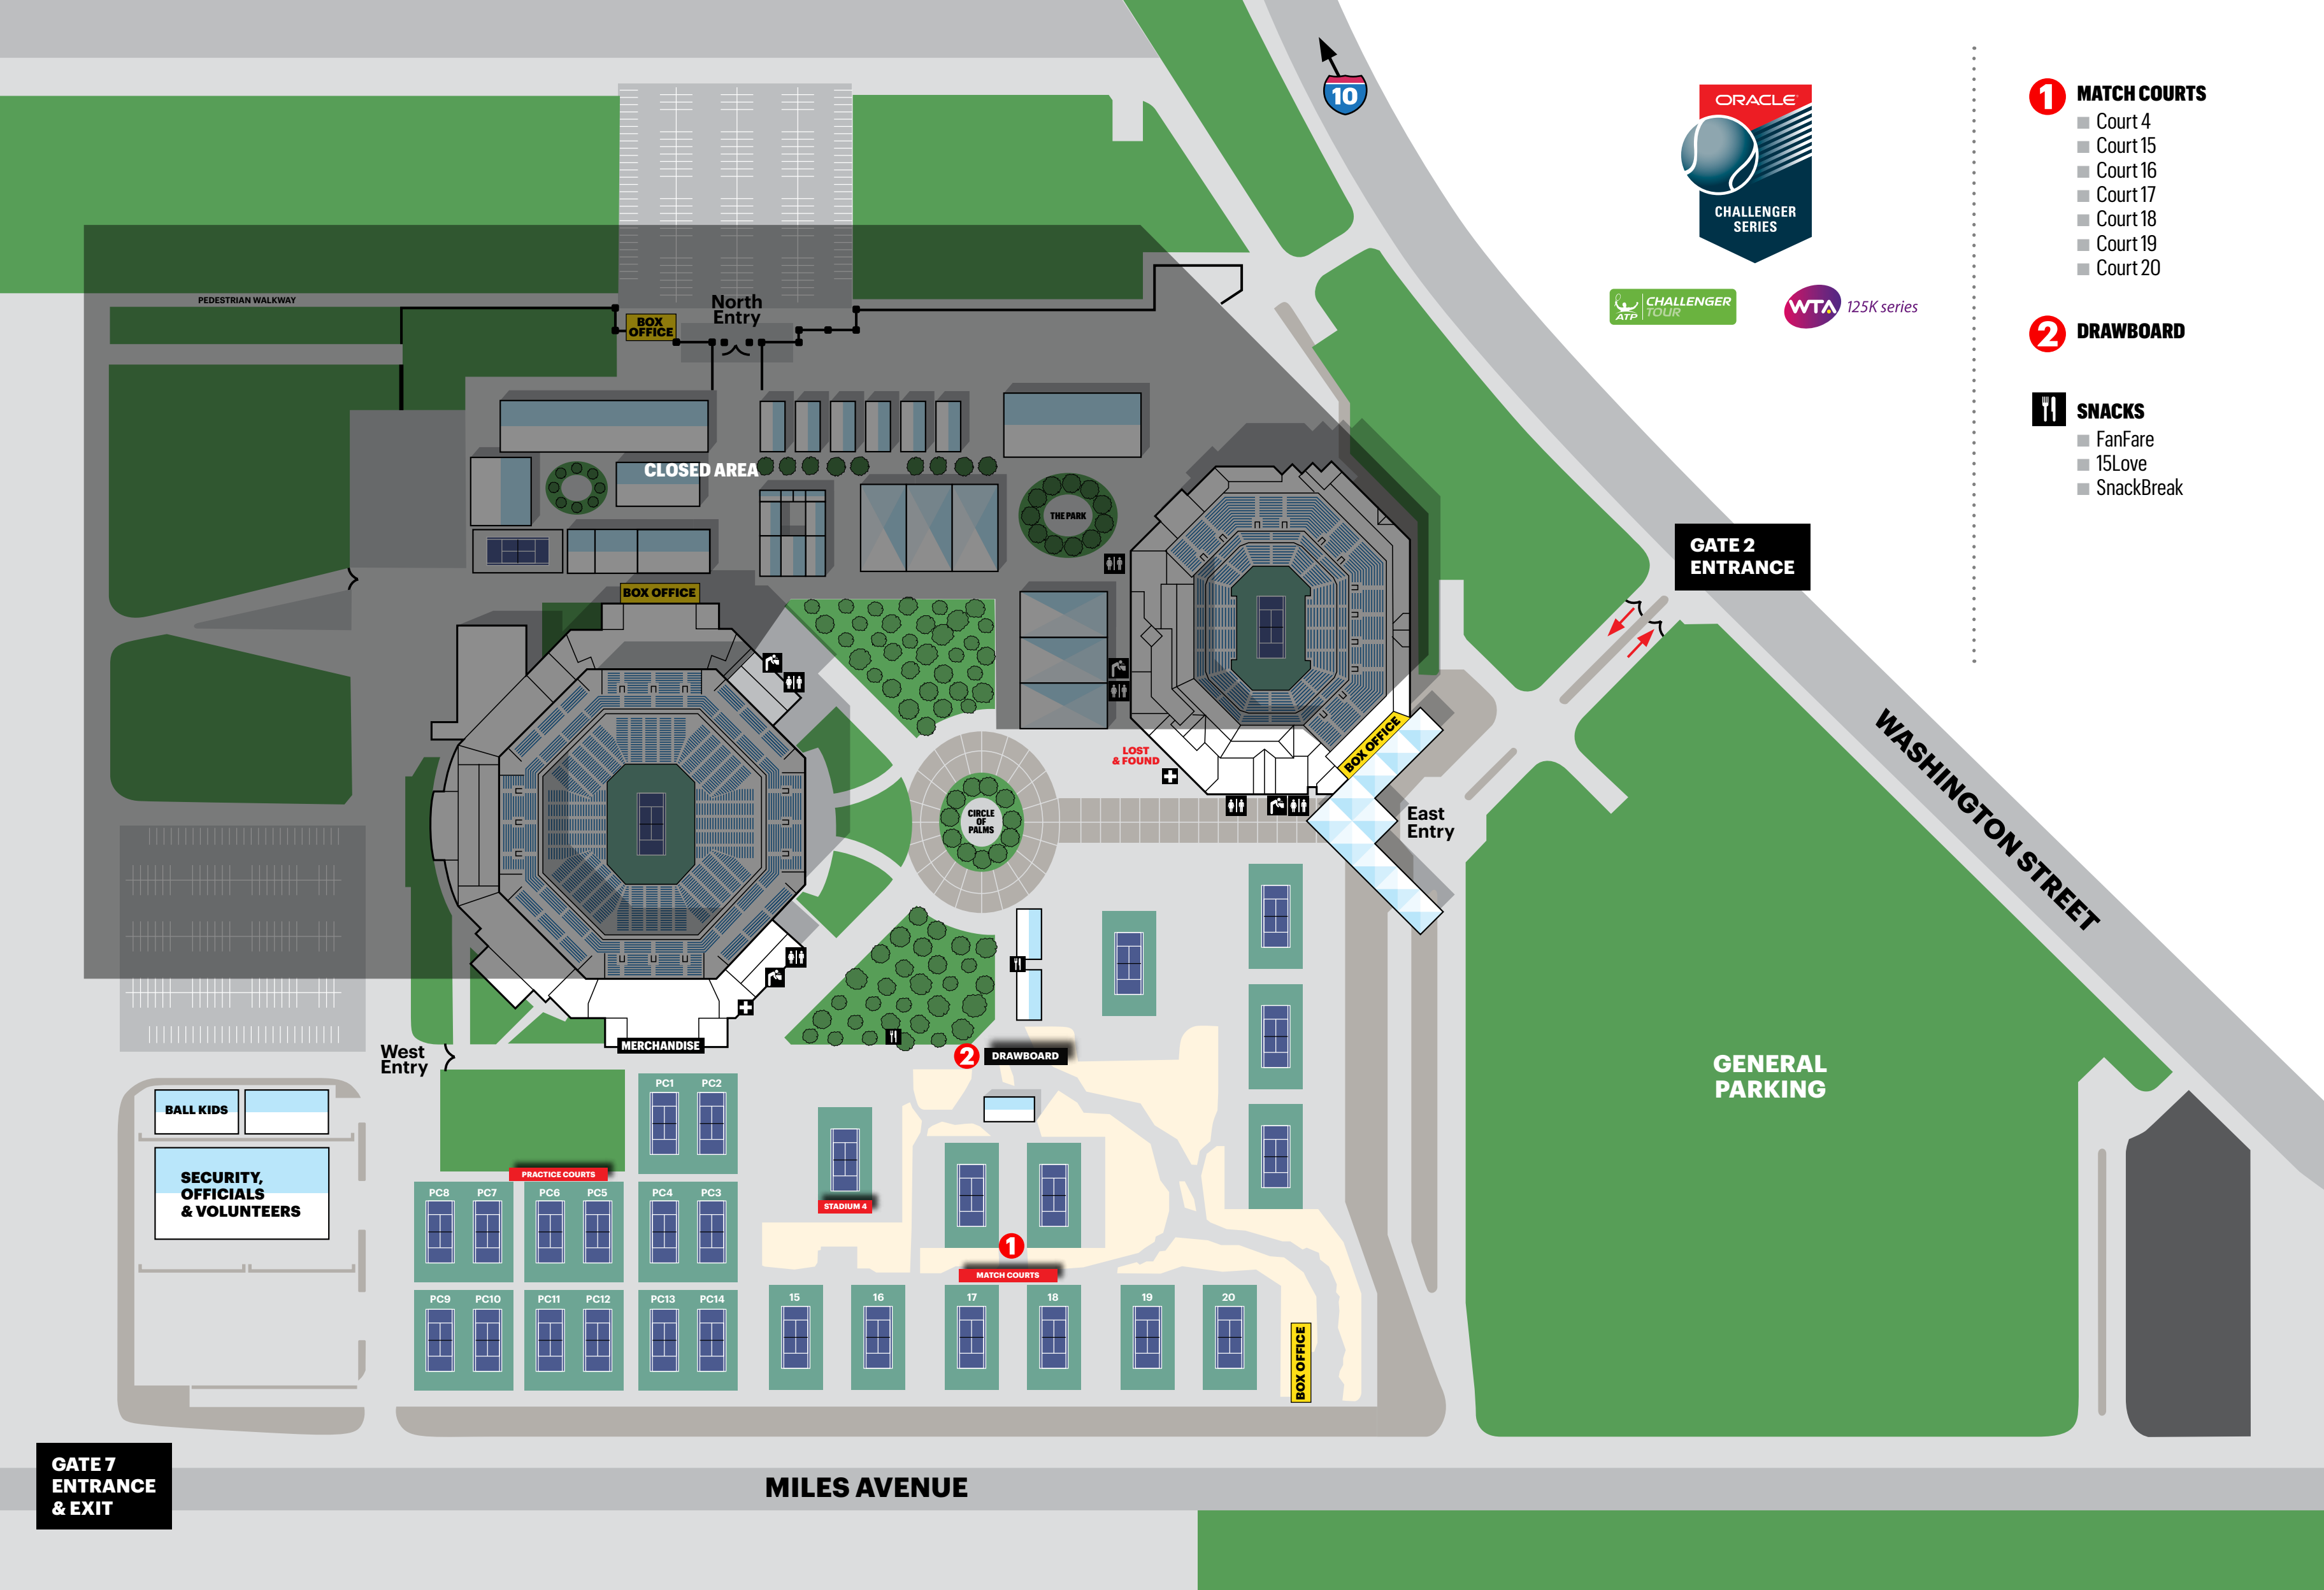 10
ORACLE
CHALLENGER
SERIES
ATP
CHALLENGER
TOUR
WTA
125K series
1 MATCH COURTS
Court 4
Court 15
Court 16
Court 17
Court 18
Court 19
Court 20
2 DRAWBOARD
SNACKS
FanFare
15Love
SnackBreak
PEDESTRIAN WALKWAY
North
Entry
BOX
OFFICE
CLOSED AREA
THE PARK
GATE 2
ENTRANCE
BOX OFFICE
LOST
& FOUND
BOX OFFICE
East
Entry
CIRCLE
OF
PALMS
WASHINGTON STREET
MERCHANDISE
West
Entry
2 DRAWBOARD
GENERAL
PARKING
BALL KIDS
SECURITY,
OFFICIALS
& VOLUNTEERS
PC1 PC2
PRACTICE COURTS
PC8 PC7 PC6 PC5 PC4 PC3
STADIUM 4
1
MATCH COURTS
PC9 PC10 PC11 PC12 PC13 PC14 15 16 17 18 19 20
BOX OFFICE
GATE 7
ENTRANCE
& EXIT
MILES AVENUE